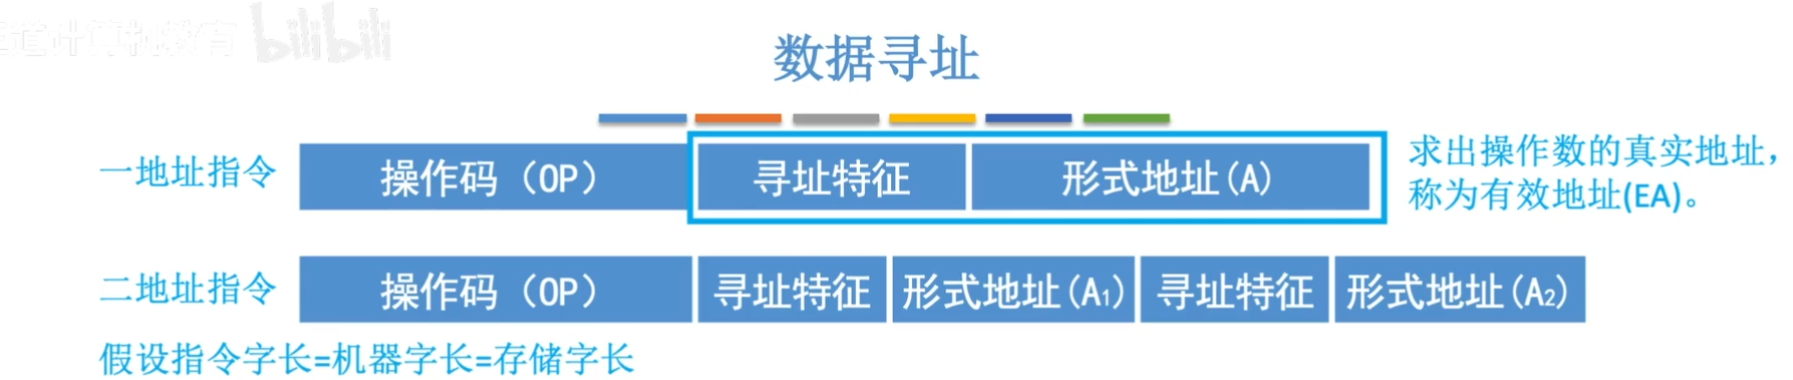 道计算机教育 bilibili
数据寻址
一地址指令 操作码（OP） 寻址特征 形式地址(A) 求出操作数的真实地址，
称为有效地址(EA)。
二地址指令 操作码（OP） 寻址特征 形式地址(A₁) 寻址特征 形式地址(A₂)
假设指令字长=机器字长=存储字长